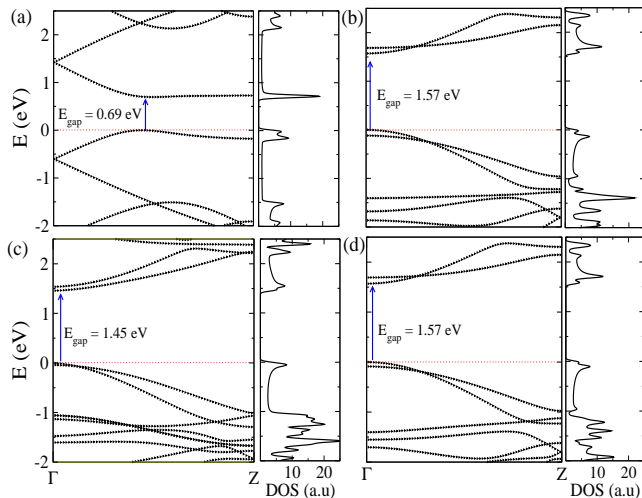 (a)
(b)
2
1
0
-1
-2
E (eV)
E_gap = 0.69 eV
E_gap = 1.57 eV
(c)
(d)
2
1
0
-1
-2
E (eV)
E_gap = 1.45 eV
E_gap = 1.57 eV
Γ Z 10 20 Γ Z 10 20
DOS (a.u) DOS (a.u)